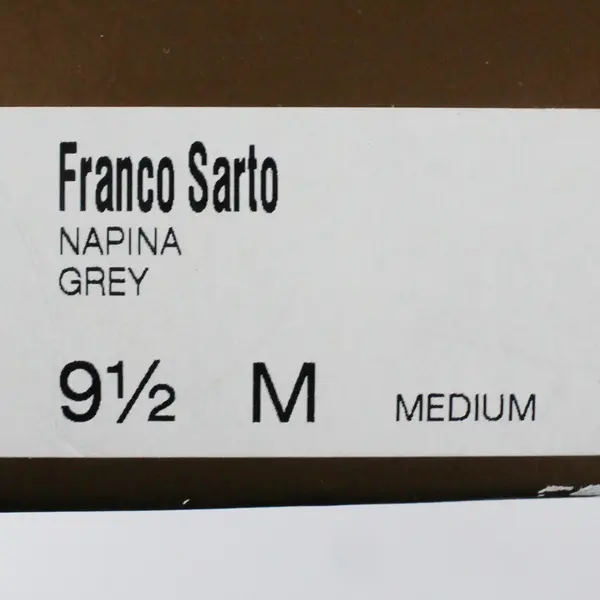 Franco Sarto
NAPINA
GREY
9½ M MEDIUM